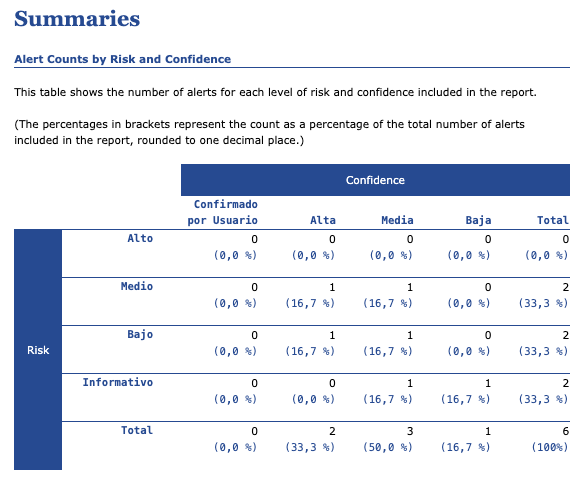 Summaries
Alert Counts by Risk and Confidence
This table shows the number of alerts for each level of risk and confidence included in the report.
(The percentages in brackets represent the count as a percentage of the total number of alerts
included in the report, rounded to one decimal place.)
Confidence
Confirmado
por Usuario Alta Media Baja Total
Alto 0 0 0 0 0
(0,0 %) (0,0 %) (0,0 %) (0,0 %) (0,0 %)
Medio 0 1 1 0 2
(0,0 %) (16,7 %) (16,7 %) (0,0 %) (33,3 %)
Bajo 0 1 1 0 2
Risk (0,0 %) (16,7 %) (16,7 %) (0,0 %) (33,3 %)
Informativo 0 0 1 1 2
(0,0 %) (0,0 %) (16,7 %) (16,7 %) (33,3 %)
Total 0 2 3 1 6
(0,0 %) (33,3 %) (50,0 %) (16,7 %) (100%)